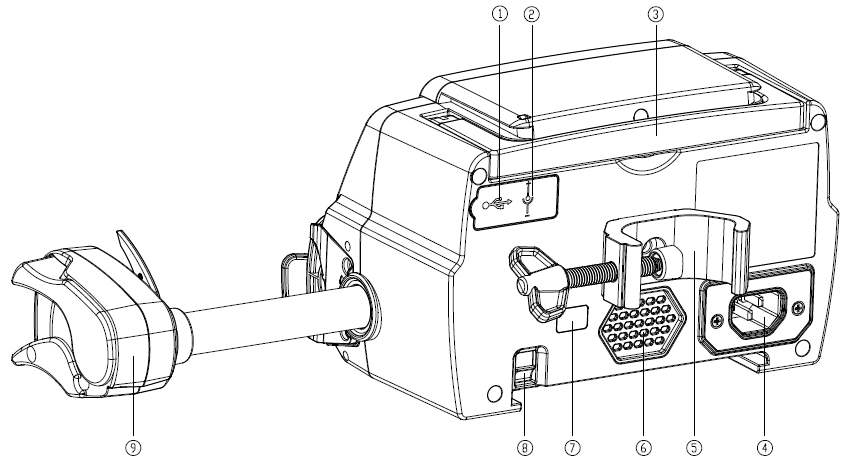 ① ② ③
⑨ ⑧ ⑦ ⑥ ⑤ ④